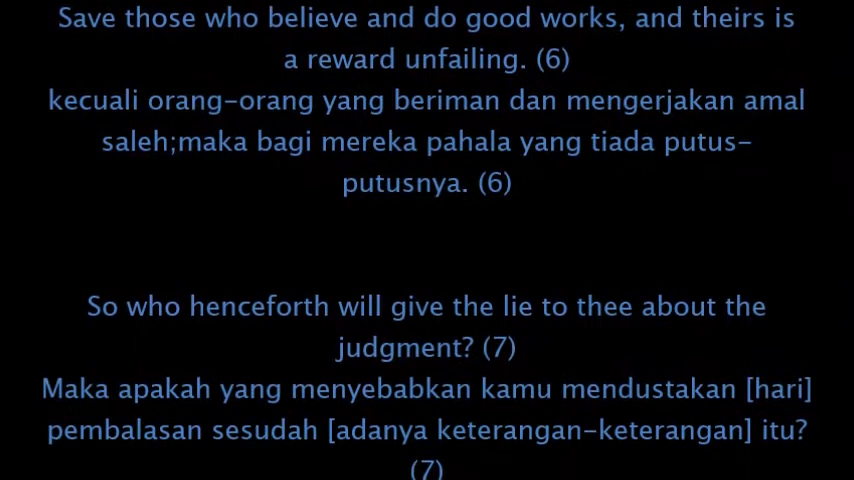 Save those who believe and do good works, and theirs is
a reward unfailing. (6)
kecuali orang-orang yang beriman dan mengerjakan amal
saleh;maka bagi mereka pahala yang tiada putus-
putusnya. (6)
So who henceforth will give the lie to thee about the
judgment? (7)
Maka apakah yang menyebabkan kamu mendustakan [hari]
pembalasan sesudah [adanya keterangan-keterangan] itu?
(7)